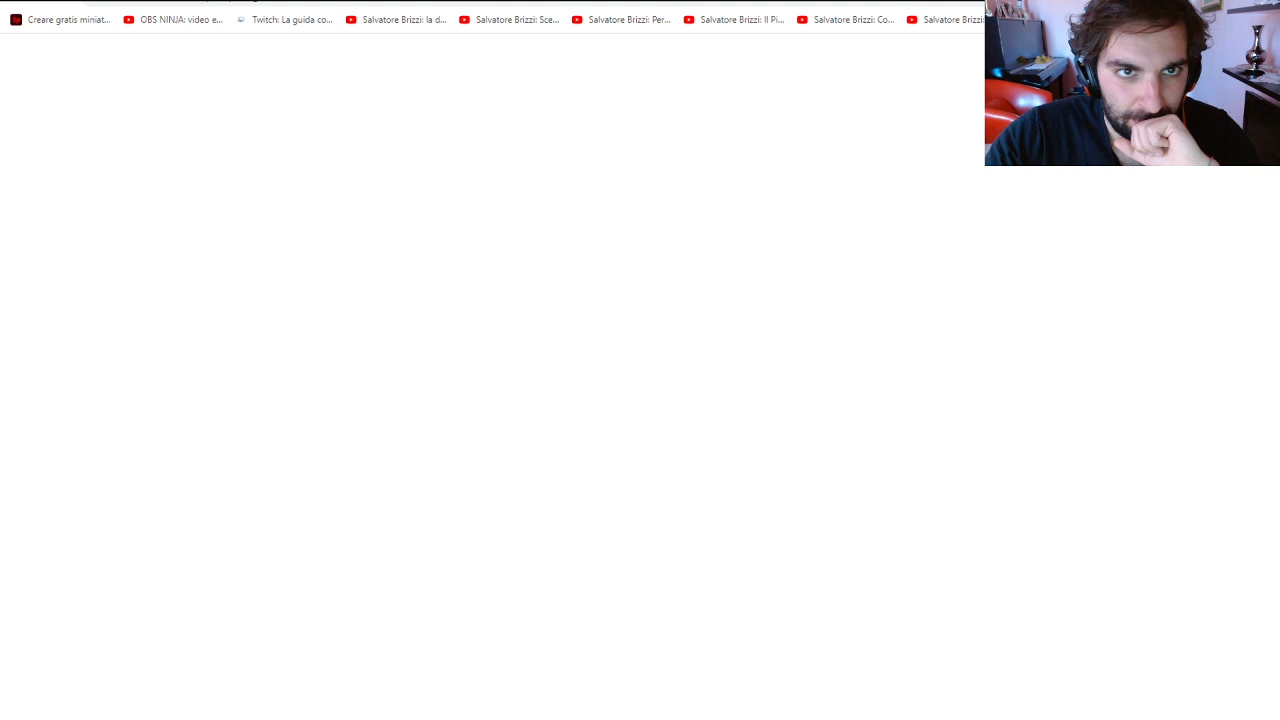 Creare gratis miniat... OBS NINJA: video e... Twitch: La guida co... Salvatore Brizzi: la d... Salvatore Brizzi: Sce... Salvatore Brizzi: Per... Salvatore Brizzi: Il Pi... Salvatore Brizzi: Co... Salvatore Brizzi: